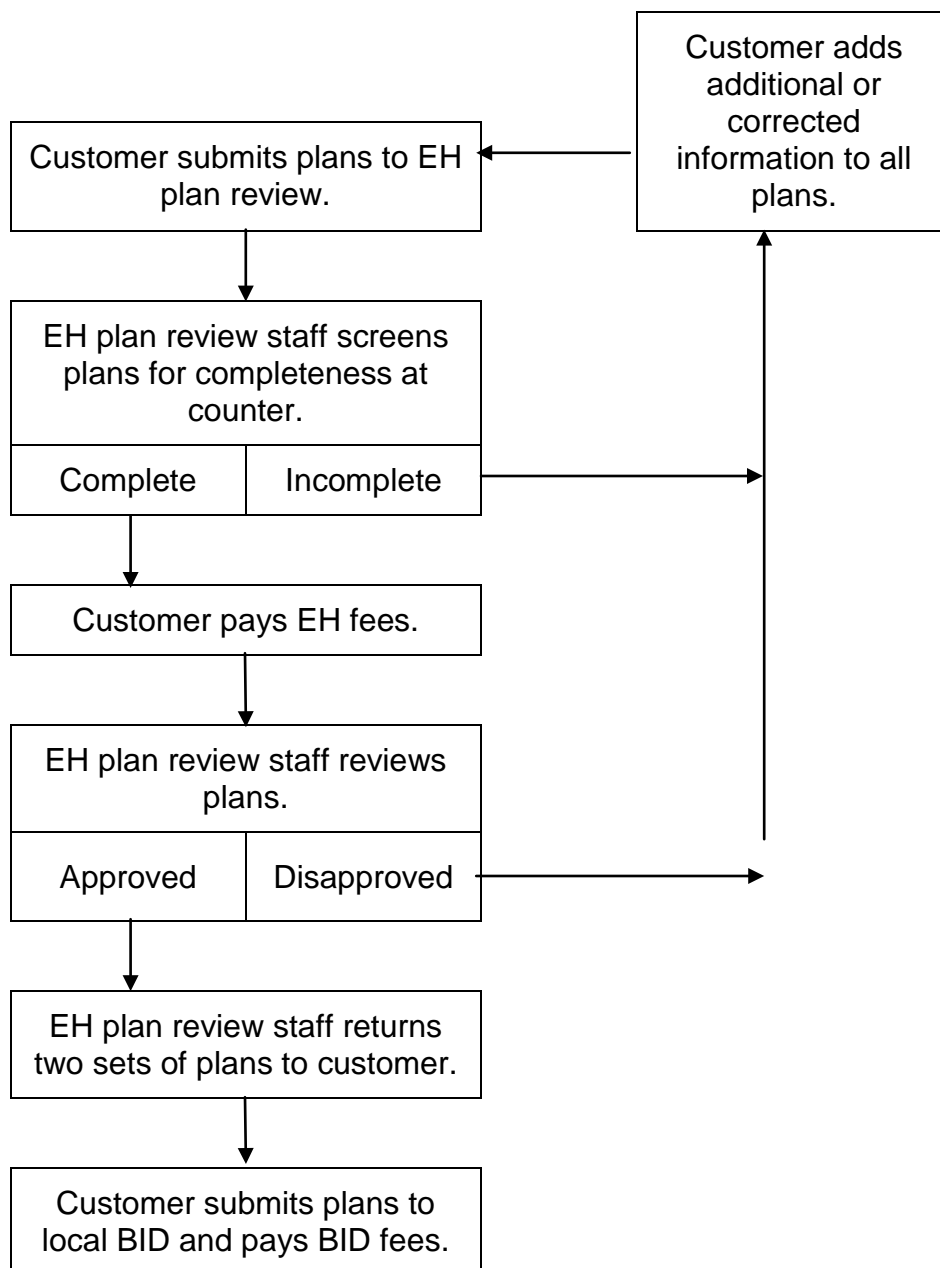 Customer adds
additional or
corrected
information to all
plans.
Customer submits plans to EH
plan review.
EH plan review staff screens
plans for completeness at
counter.
Complete
Incomplete
Customer pays EH fees.
EH plan review staff reviews
plans.
Approved
Disapproved
EH plan review staff returns
two sets of plans to customer.
Customer submits plans to
local BID and pays BID fees.